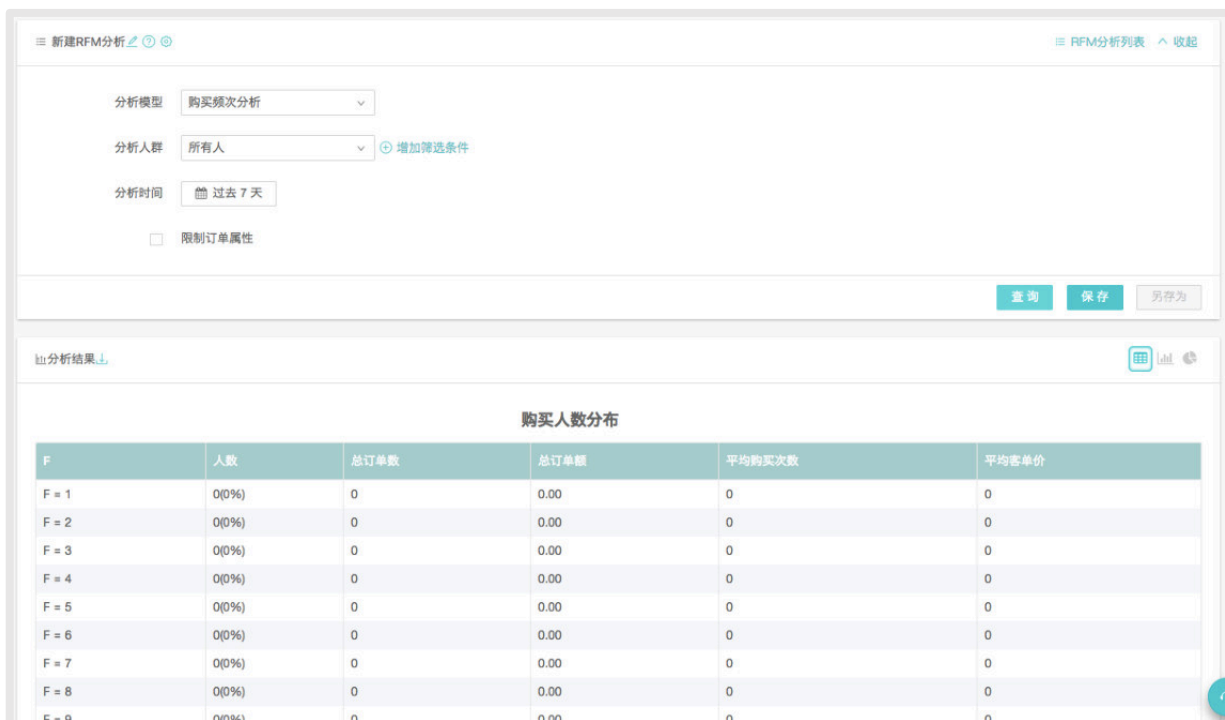 新建RFM分析 RFM分析列表 收起
分析模型 购买频次分析
分析人群 所有人 增加筛选条件
分析时间 过去 7 天
限制订单属性
查 询 保 存 另存为
分析结果
购买人数分布
F 人数 总订单数 总订单额 平均购买次数 平均客单价
F = 1 0(0%) 0 0.00 0 0
F = 2 0(0%) 0 0.00 0 0
F = 3 0(0%) 0 0.00 0 0
F = 4 0(0%) 0 0.00 0 0
F = 5 0(0%) 0 0.00 0 0
F = 6 0(0%) 0 0.00 0 0
F = 7 0(0%) 0 0.00 0 0
F = 8 0(0%) 0 0.00 0 0
F = 9 0(0%) 0 0.00 0 0